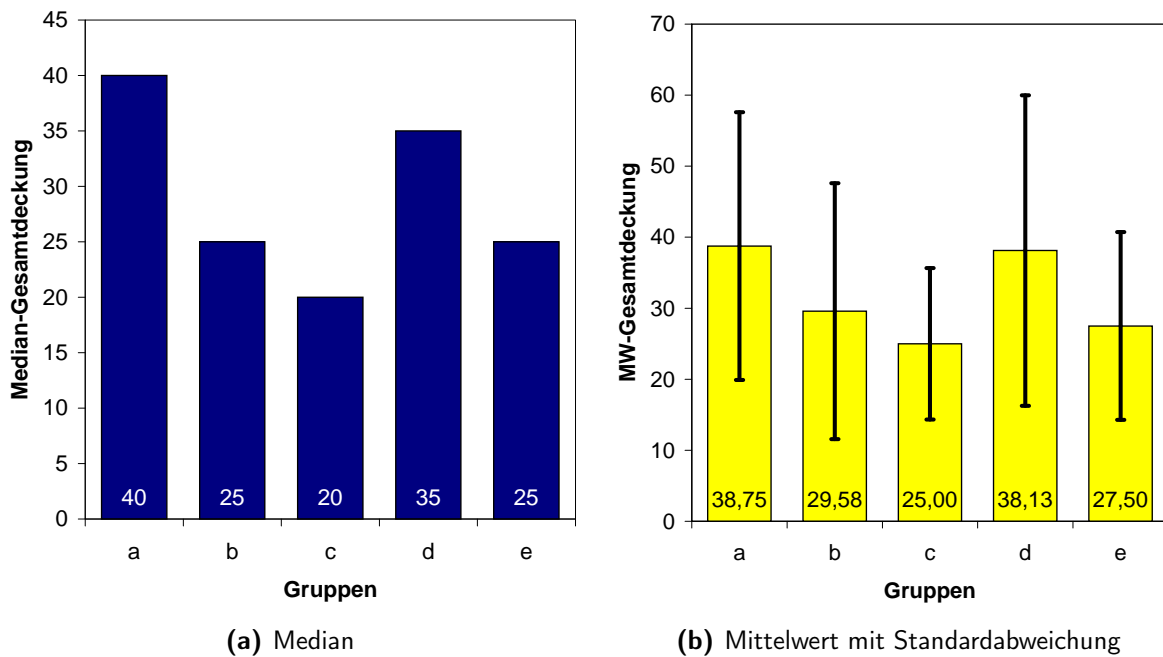 Median-Gesamtdeckung
45
40
35
30
25
20
15
10
5
0
40
25
20
35
25
a
b
c
d
e
Gruppen
(a) Median
MW-Gesamtdeckung
70
60
50
40
30
20
10
0
38,75
29,58
25,00
38,13
27,50
a
b
c
d
e
Gruppen
(b) Mittelwert mit Standardabweichung